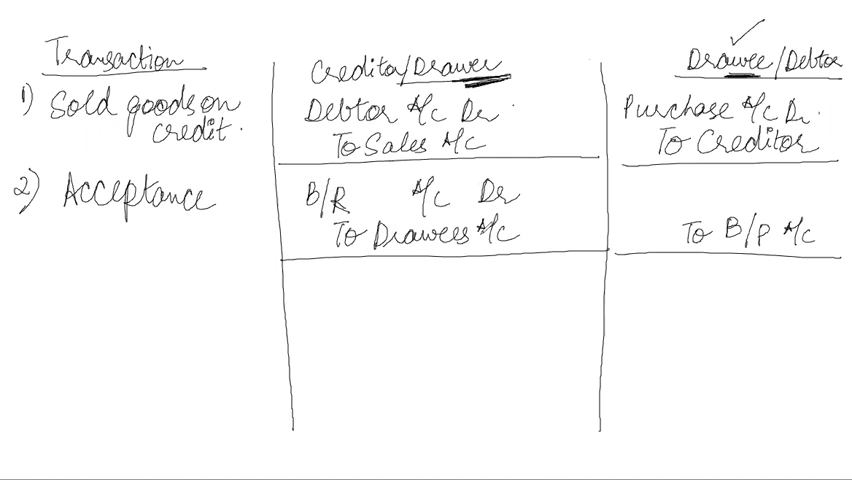 Transaction
Creditor/Drawer
Drawee/Debtor
1) Sold goods on
credit.
Debtor A/c Dr.
To Sales A/c
Purchase A/c Dr.
To Creditor
2) Acceptance
B/R A/c Dr
To Drawees A/c
To B/P A/c